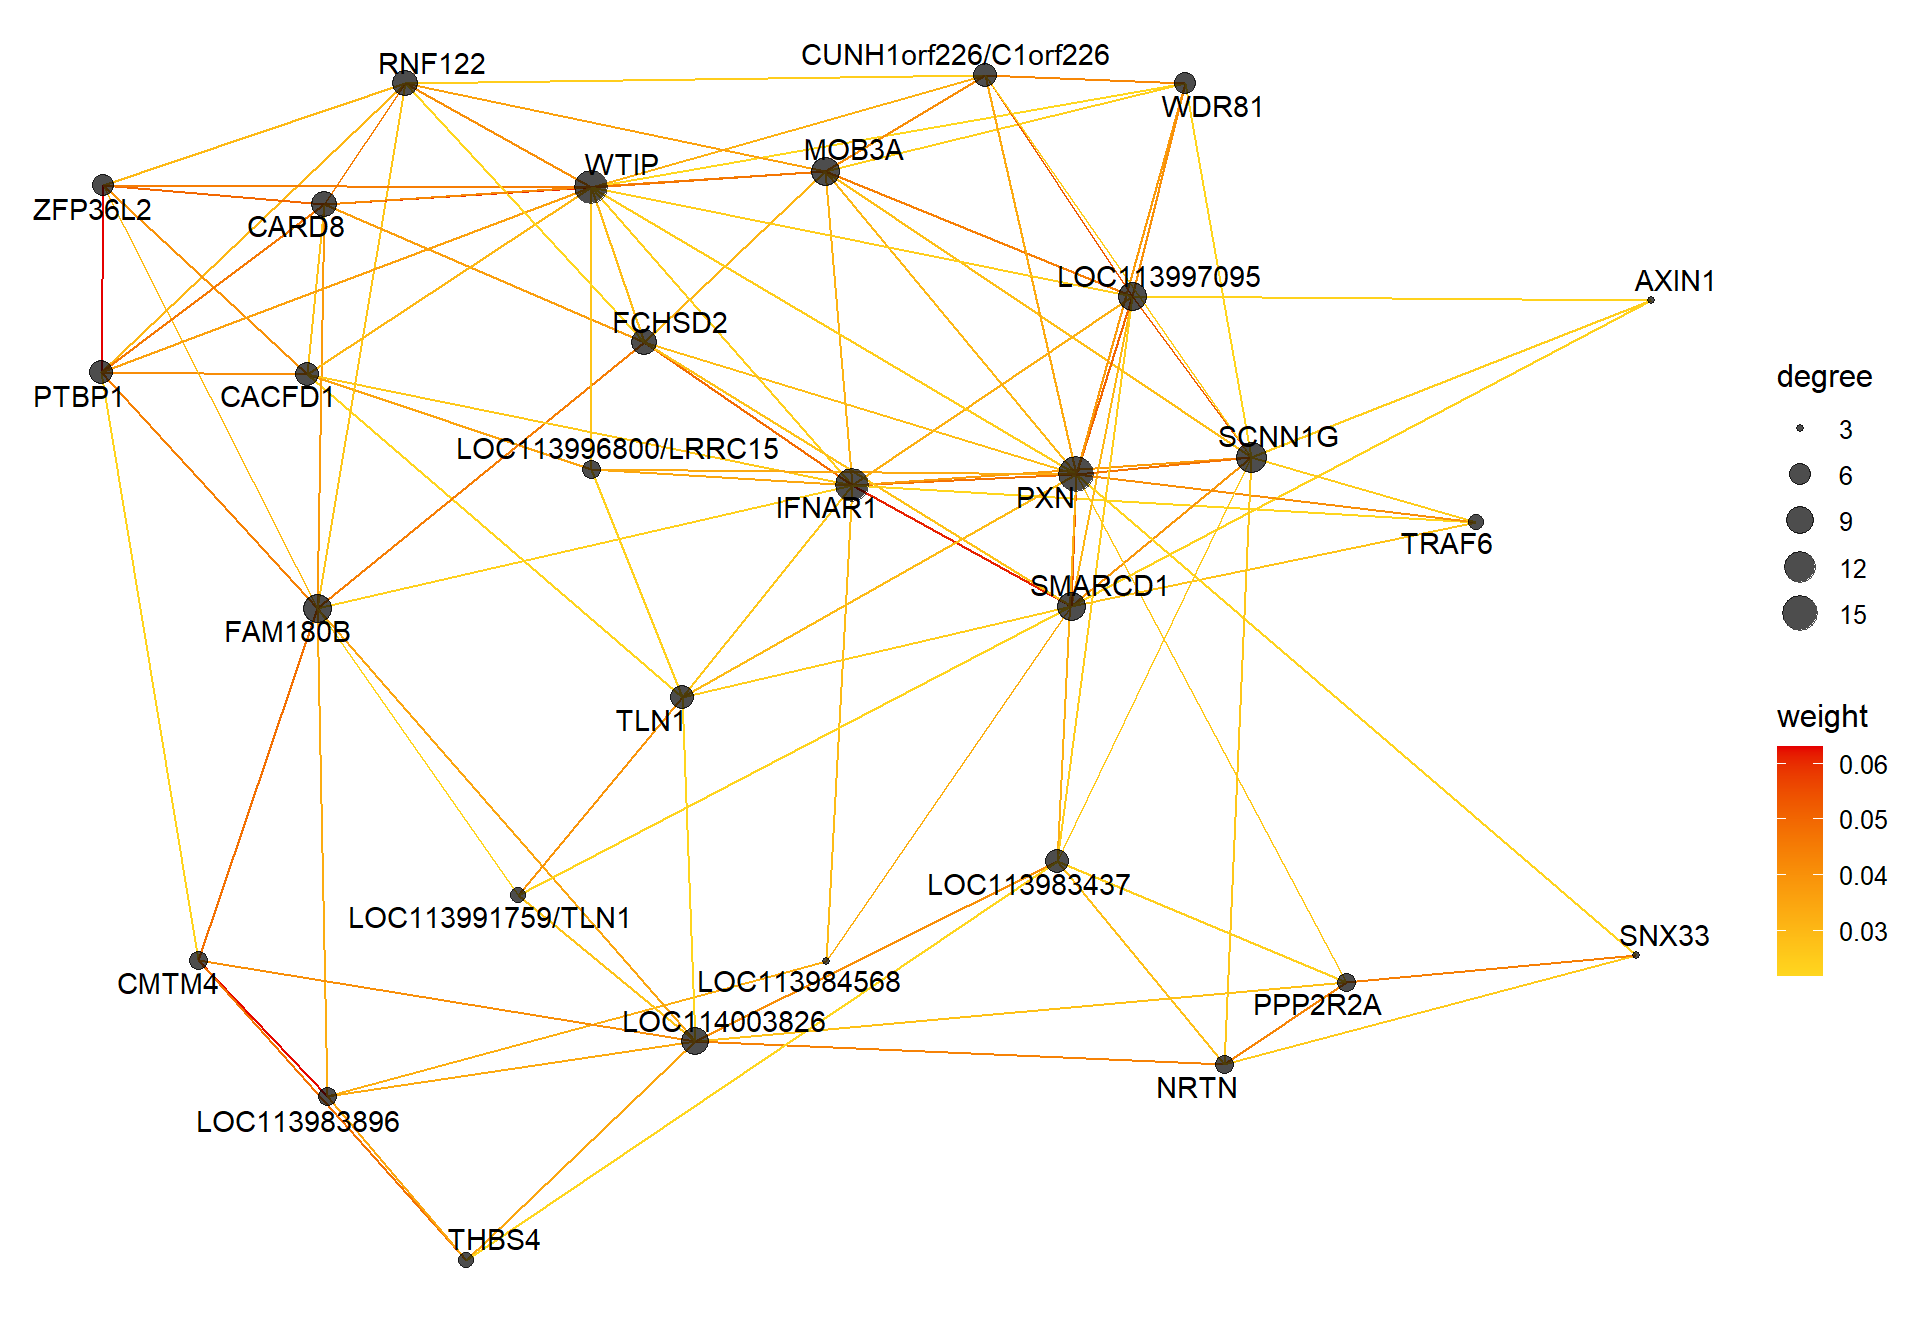 CUNH1orf226/C1orf226
RNF122
WDR81
MOB3A
WTIP
ZFP36L2
CARD8
LOC113997095
AXIN1
FCHSD2
degree
PTBP1
CACFD1
3
SCNN1G
LOC113996800/LRRC15
6
PXN
IFNAR1
9
TRAF6
12
SMARCD1
15
FAM180B
weight
TLN1
0.06
0.05
0.04
LOC113983437
LOC113991759/TLN1
0.03
SNX33
LOC113984568
CMTM4
PPP2R2A
LOC114003826
NRTN
LOC113983896
THBS4